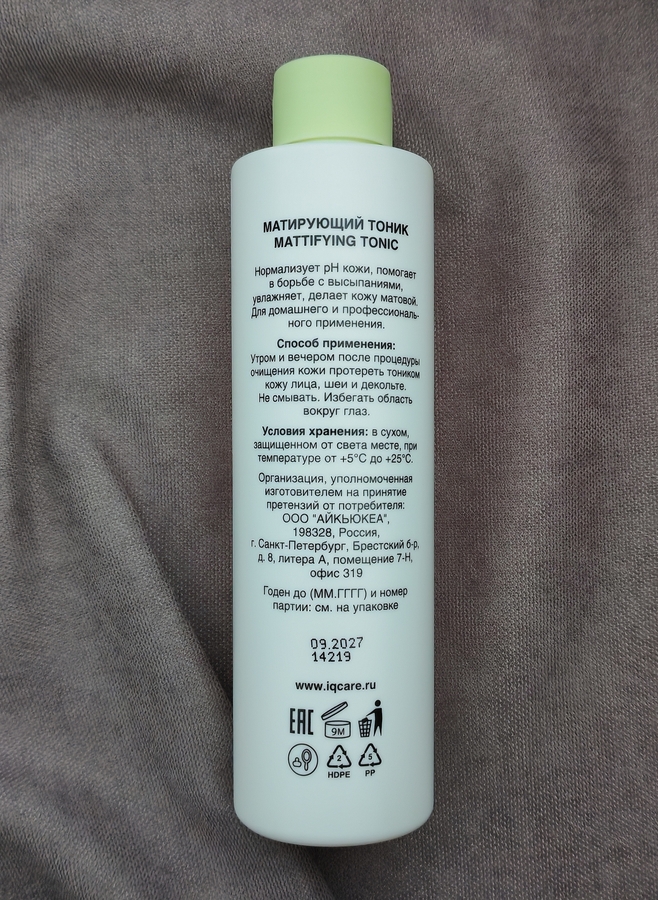 МАТИРУЮЩИЙ ТОНИК
MATTIFYING TONIC
Нормализует pH кожи, помогает
в борьбе с высыпаниями,
увлажняет, делает кожу матовой.
Для домашнего и профессиональ-
ного применения.
Способ применения:
Утром и вечером после процедуры
очищения кожи протереть тоником
кожу лица, шеи и декольте.
Не смывать. Избегать область
вокруг глаз.
Условия хранения: в сухом,
защищенном от света месте, при
температуре от +5°C до +25°C.
Организация, уполномоченная
изготовителем на принятие
претензий от потребителя:
ООО "АЙКЬЮКЕА",
198328, Россия,
г. Санкт-Петербург, Брестский б-р,
д. 8, литера А, помещение 7-Н,
офис 319
Годен до (ММ.ГГГГ) и номер
партии: см. на упаковке
09.2027
14219
www.iqcare.ru
EAC
9M
2
HDPE
5
PP